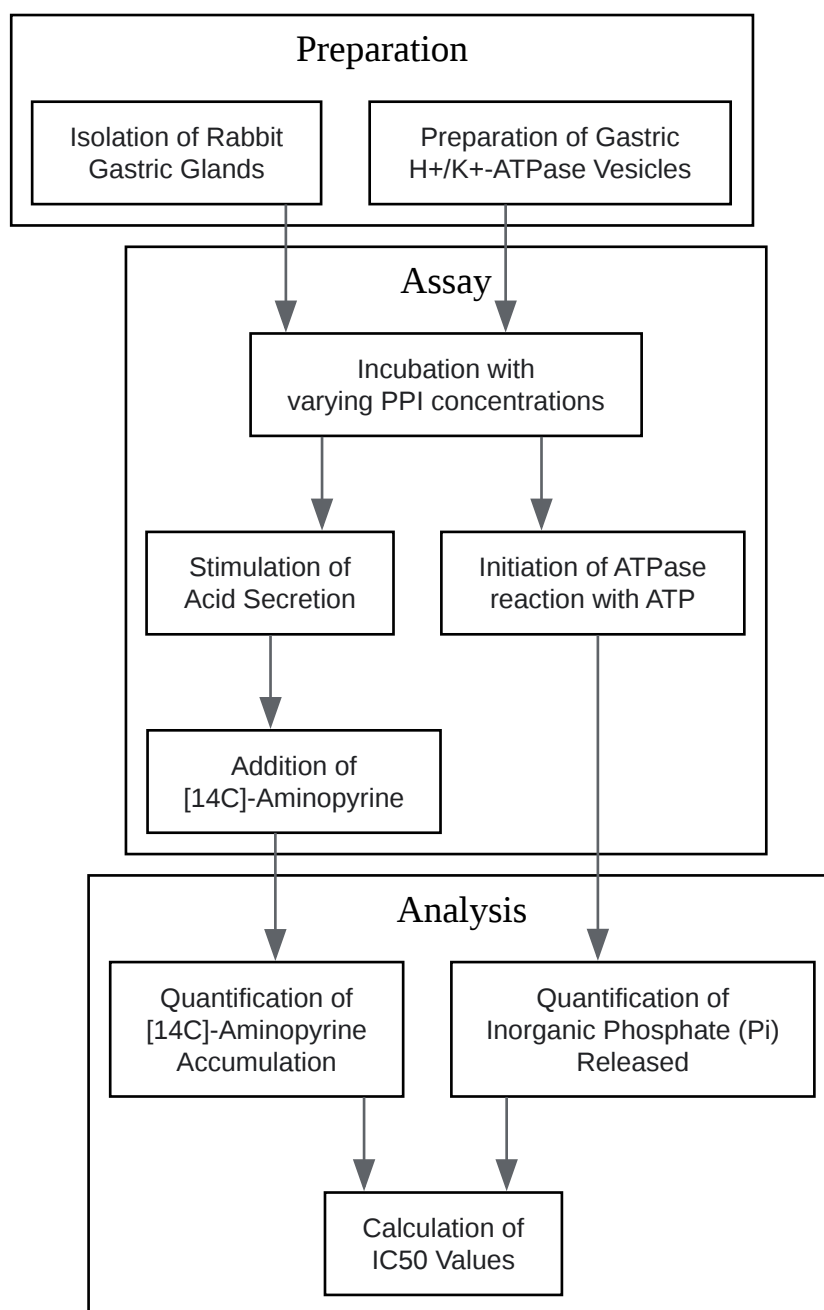 Preparation
Isolation of Rabbit
Gastric Glands
Preparation of Gastric
H+/K+-ATPase Vesicles
Assay
Incubation with
varying PPI concentrations
Stimulation of
Acid Secretion
Initiation of ATPase
reaction with ATP
Addition of
[14C]-Aminopyrine
Analysis
Quantification of
[14C]-Aminopyrine
Accumulation
Quantification of
Inorganic Phosphate (Pi)
Released
Calculation of
IC50 Values